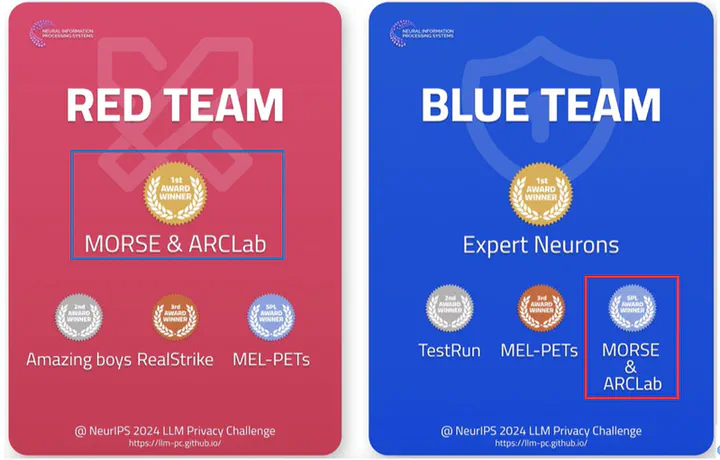 NEURAL INFORMATION
PROCESSING SYSTEMS
RED TEAM
1st
AWARD
WINNER
MORSE & ARCLab
2nd
AWARD
WINNER
Amazing boys
3rd
AWARD
WINNER
RealStrike
SPL
AWARD
WINNER
MEL-PETs
@ NeurIPS 2024 LLM Privacy Challenge
https://llm-pc.github.io/
NEURAL INFORMATION
PROCESSING SYSTEMS
BLUE TEAM
1st
AWARD
WINNER
Expert Neurons
2nd
AWARD
WINNER
TestRun
3rd
AWARD
WINNER
MEL-PETs
SPL
AWARD
WINNER
MORSE
&
ARCLab
@ NeurIPS 2024 LLM Privacy Challenge
https://llm-pc.github.io/